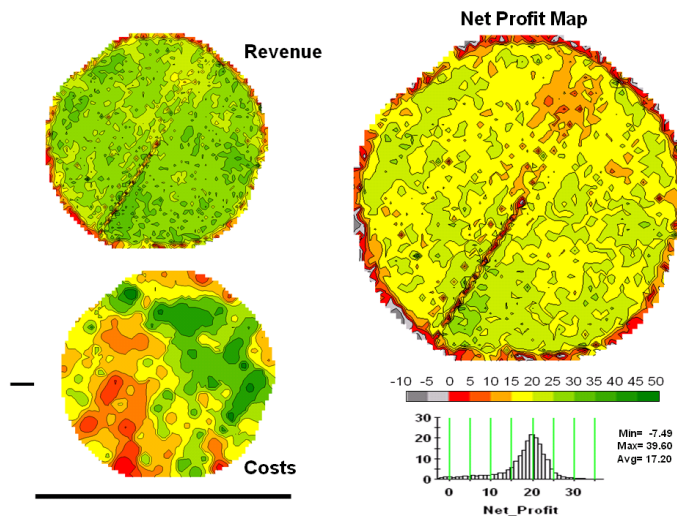 Revenue
Net Profit Map
Costs
-10 -5 0 5 10 15 20 25 30 35 40 45 50
30
20
10
0
0 10 20 30
Net_Profit
Min= -7.49
Max= 39.60
Avg= 17.20